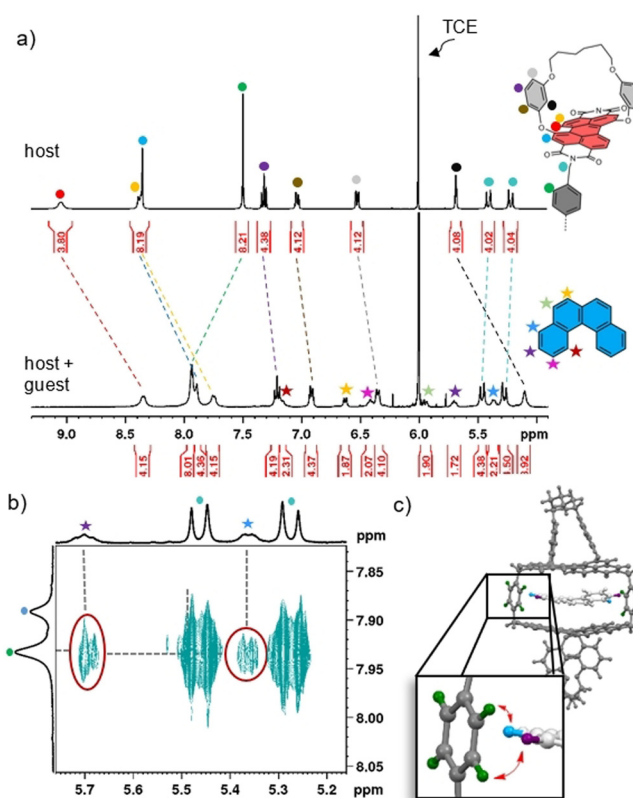 a)
TCE
host
3.80
8.19
8.21
4.38
4.12
4.12
4.08
4.02
4.04
O
O
O
O
O
N
O
O
N
O
host +
guest
9.0
8.5
8.0
7.5
7.0
6.5
6.0
5.5
ppm
4.15
8.01
4.36
4.15
4.19
2.31
4.37
1.87
2.07
4.10
1.90
1.72
4.38
2.21
b)
ppm
7.85
7.90
7.95
8.00
8.05
5.7
5.6
5.5
5.4
5.3
5.2
ppm
c)